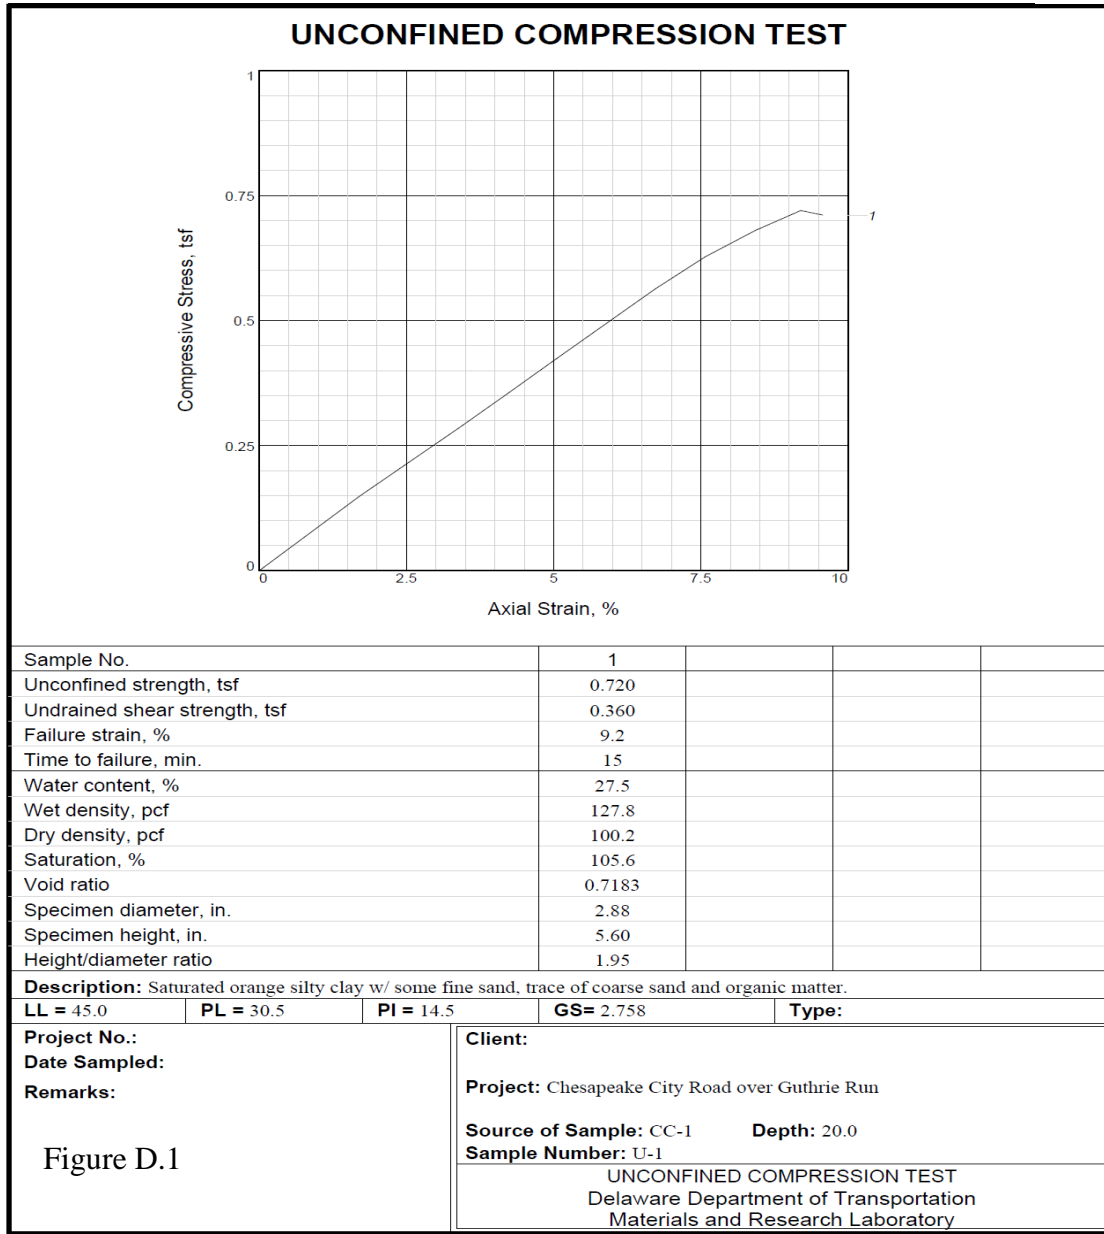 UNCONFINED COMPRESSION TEST
1
0.75
0.5
0.25
0
Compressive Stress, tsf
1
0 2.5 5 7.5 10
Axial Strain, %
Sample No. 1
Unconfined strength, tsf 0.720
Undrained shear strength, tsf 0.360
Failure strain, % 9.2
Time to failure, min. 15
Water content, % 27.5
Wet density, pcf 127.8
Dry density, pcf 100.2
Saturation, % 105.6
Void ratio 0.7183
Specimen diameter, in. 2.88
Specimen height, in. 5.60
Height/diameter ratio 1.95
Description: Saturated orange silty clay w/ some fine sand, trace of coarse sand and organic matter.
LL = 45.0 PL = 30.5 PI = 14.5 GS= 2.758 Type:
Project No.:
Date Sampled:
Remarks:
Figure D.1
Client:
Project: Chesapeake City Road over Guthrie Run
Source of Sample: CC-1 Depth: 20.0
Sample Number: U-1
UNCONFINED COMPRESSION TEST
Delaware Department of Transportation
Materials and Research Laboratory